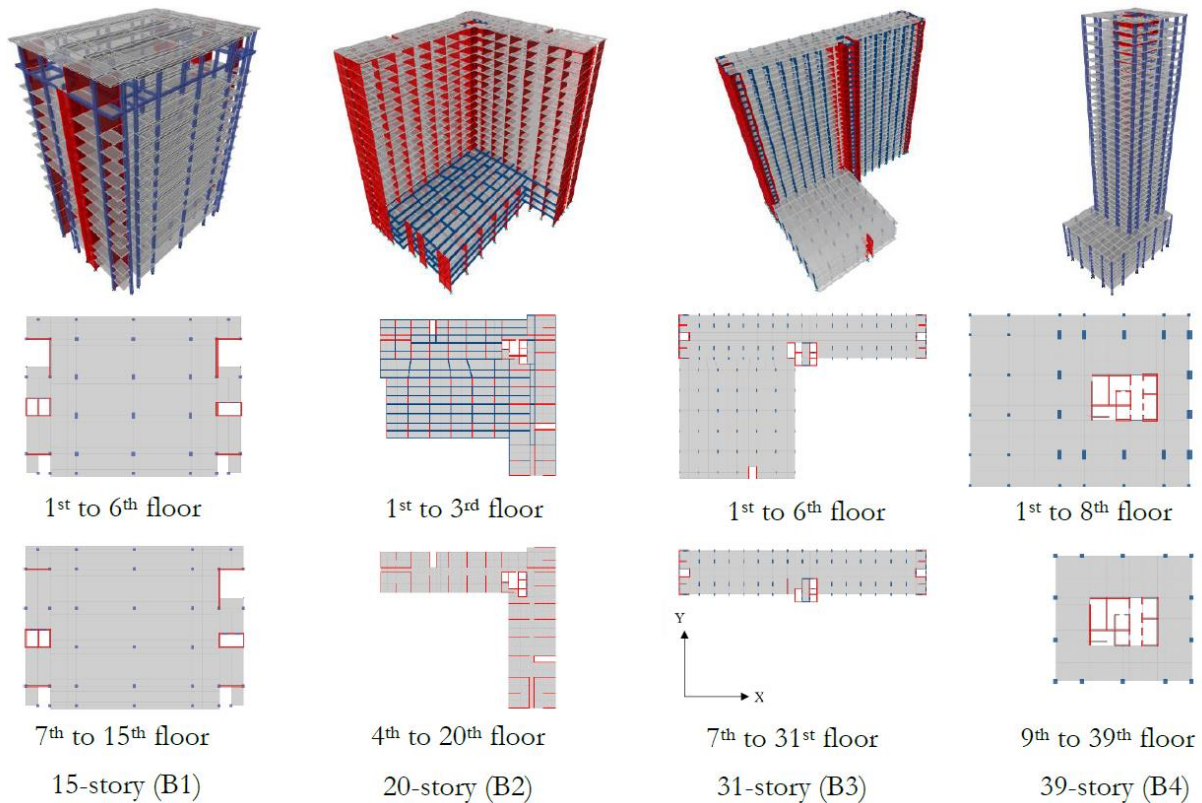 1st to 6th floor
1st to 3rd floor
1st to 6th floor
1st to 8th floor
Y
X
7th to 15th floor
4th to 20th floor
7th to 31st floor
9th to 39th floor
15-story (B1)
20-story (B2)
31-story (B3)
39-story (B4)